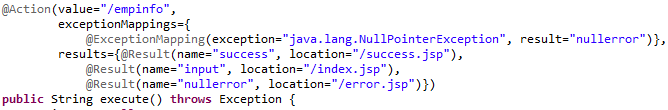 @Action(value="/empinfo",
exceptionMappings={
@ExceptionMapping(exception="java.lang.NullPointerException", result="nullerror")},
results={@Result(name="success", location="/success.jsp"),
@Result(name="input", location="/index.jsp"),
@Result(name="nullerror", location="/error.jsp")})
public String execute() throws Exception {